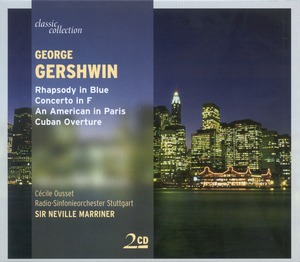 classic
collection
GEORGE
GERSHWIN
Rhapsody in Blue
Concerto in F
An American in Paris
Cuban Overture
Cécile Ousset
Radio-Sinfonieorchester Stuttgart
SIR NEVILLE MARRINER
2CD